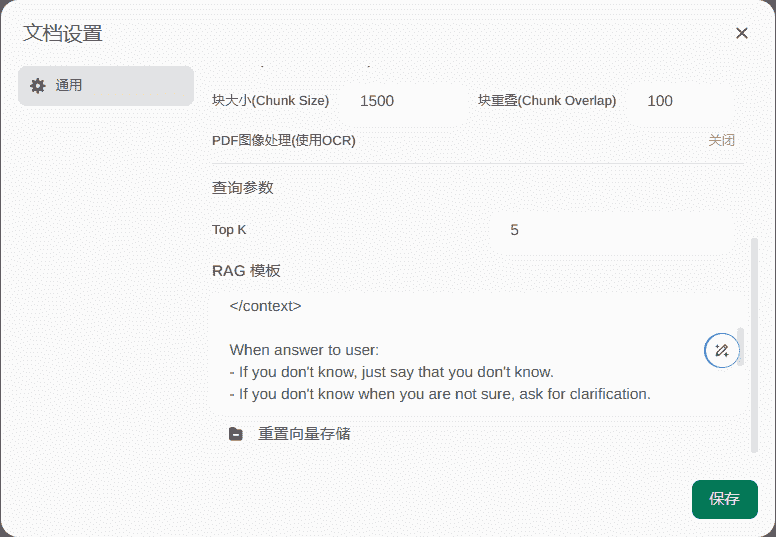 文档设置
通用
块大小(Chunk Size) 1500 块重叠(Chunk Overlap) 100
PDF图像处理(使用OCR) 关闭
查询参数
Top K 5
RAG 模板
</context>
When answer to user:
- If you don't know, just say that you don't know.
- If you don't know when you are not sure, ask for clarification.
重置向量存储
保存